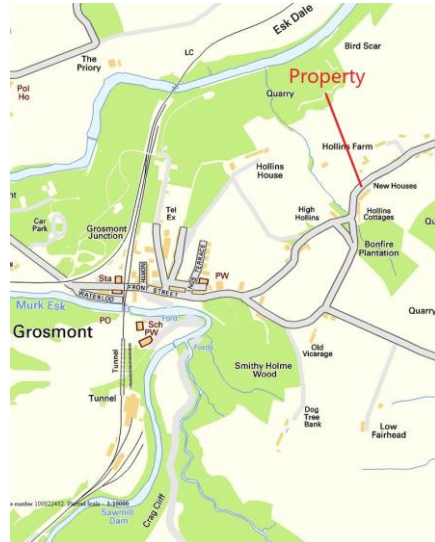 Esk Dale
Bird Scar
The
Priory
LC
Pol
Ho
Quarry
Property
Hollins Farm
Hollins
House
New Houses
Tel
Ex
High
Hollins
Hollins
Cottages
Car
Park
Grosmont
Junction
Bonfire
Plantation
Sta
PW
FRONT STREET
WATERLOO
Murk Esk
Quarry
Grosmont
PO
Sch
PW
Ford
Fords
Old
Vicarage
Smithy Holme
Wood
Tunnel
Tunnel
Dog
Tree
Bank
Low
Fairhead
Crag Cliff
Sawmill
Dam